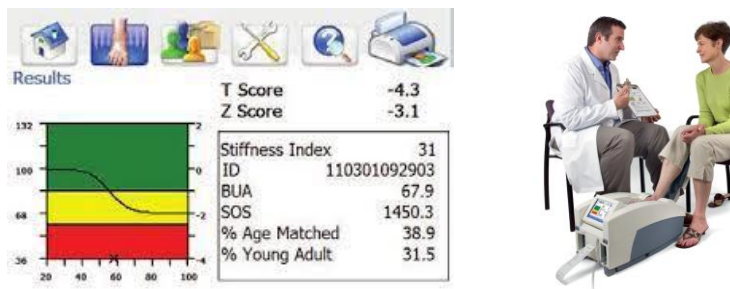 Results
T Score -4.3
Z Score -3.1
Stiffness Index 31
ID 110301092903
BUA 67.9
SOS 1450.3
% Age Matched 38.9
% Young Adult 31.5
132
100
68
36
2
0
-2
-4
20 40 60 80 100